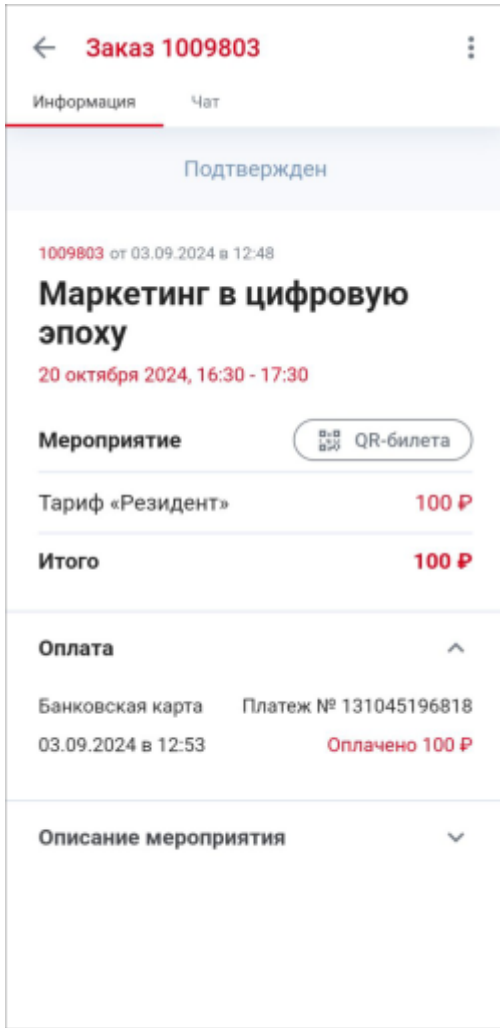 Заказ 1009803
Информация Чат
Подтвержден
1009803 от 03.09.2024 в 12:48
Маркетинг в цифровую
эпоху
20 октября 2024, 16:30 - 17:30
Мероприятие QR-билета
Тариф «Резидент» 100 ₽
Итого 100 ₽
Оплата
Банковская карта Платеж № 131045196818
03.09.2024 в 12:53 Оплачено 100 ₽
Описание мероприятия